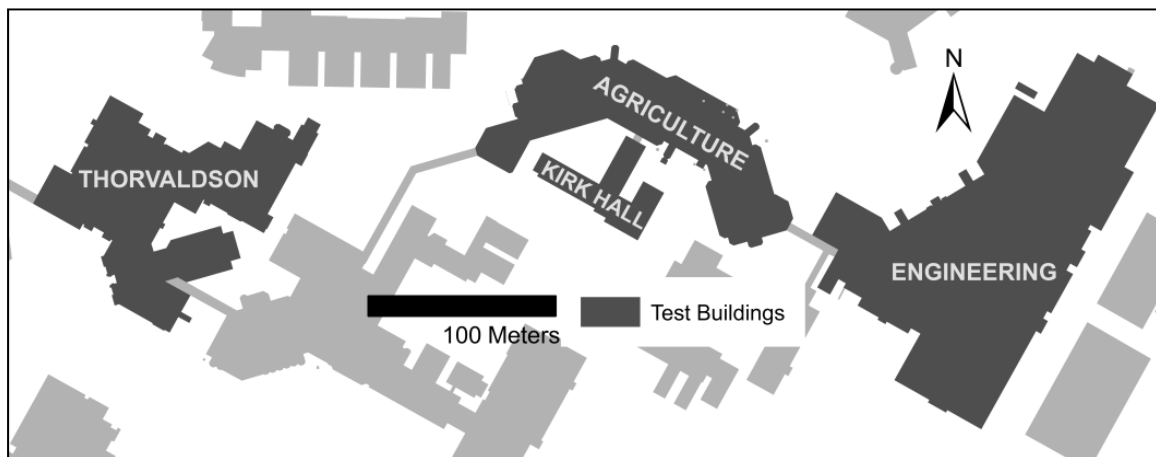 N
AGRICULTURE
THORVALDSON
KIRK HALL
ENGINEERING
Test Buildings
100 Meters